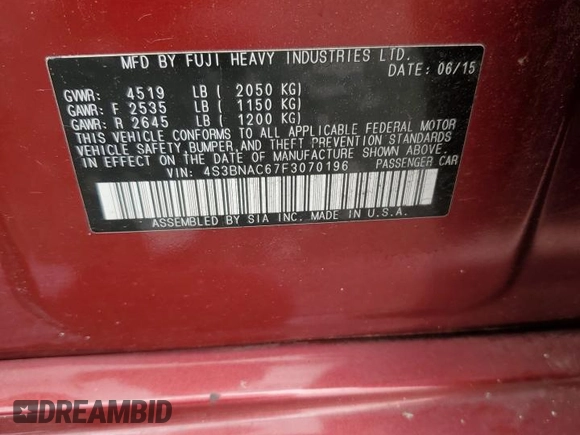 MFD BY FUJI HEAVY INDUSTRIES LTD.
DATE: 06/15
GVWR: 4519 LB ( 2050 KG)
GAWR: F 2535 LB ( 1150 KG)
GAWR: R 2645 LB ( 1200 KG)
THIS VEHICLE CONFORMS TO ALL APPLICABLE FEDERAL MOTOR
VEHICLE SAFETY, BUMPER, AND THEFT PREVENTION STANDARDS
IN EFFECT ON THE DATE OF MANUFACTURE SHOWN ABOVE.
VIN: 4S3BNAC67F3070196 PASSENGER CAR
ASSEMBLED BY SIA INC. MADE IN U.S.A.
DREAMBID